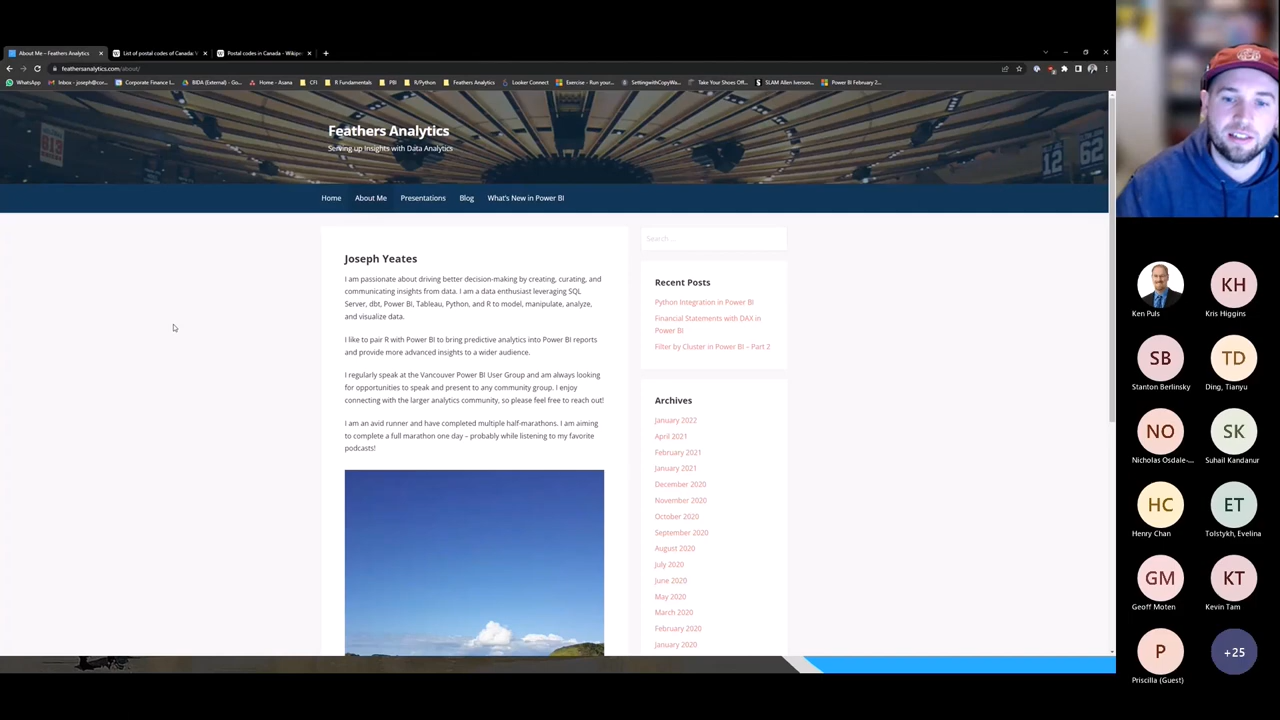 About Me – Feathers Analytics
List of postal codes of Canada:
Postal codes in Canada - Wikip
feathersanalytics.com/about/
WhatsApp
Inbox - joseph@cor...
Corporate Finance I...
BIDA (External) - Go...
Home - Asana
CFI
R Fundamentals
PBI
R/Python
Feathers Analytics
Looker Connect
Exercise - Run your...
SettingwithCopyWa...
Take Your Shoes Off...
SLAM Allen Iverson...
Power BI February 2...
Feathers Analytics
Serving up Insights with Data Analytics
613
12
62
Home
About Me
Presentations
Blog
What's New in Power BI
Joseph Yeates
I am passionate about driving better decision-making by creating, curating, and
communicating insights from data. I am a data enthusiast leveraging SQL
Server, dbt, Power BI, Tableau, Python, and R to model, manipulate, analyze,
and visualize data.
I like to pair R with Power BI to bring predictive analytics into Power BI reports
and provide more advanced insights to a wider audience.
I regularly speak at the Vancouver Power BI User Group and am always looking
for opportunities to speak and present to any community group. I enjoy
connecting with the larger analytics community, so please feel free to reach out!
I am an avid runner and have completed multiple half-marathons. I am aiming
to complete a full marathon one day – probably while listening to my favorite
podcasts!
Search …
Recent Posts
Python Integration in Power BI
Financial Statements with DAX in
Power BI
Filter by Cluster in Power BI – Part 2
Archives
January 2022
April 2021
February 2021
January 2021
December 2020
November 2020
October 2020
September 2020
August 2020
July 2020
June 2020
May 2020
March 2020
February 2020
January 2020
Ken Puls
KH
Kris Higgins
SB
Stanton Berlinsky
TD
Ding, Tianyu
NO
Nicholas Osdale-...
SK
Suhail Kandanur
HC
Henry Chan
ET
Tolstykh, Evelina
GM
Geoff Moten
KT
Kevin Tam
P
Priscilla (Guest)
+25